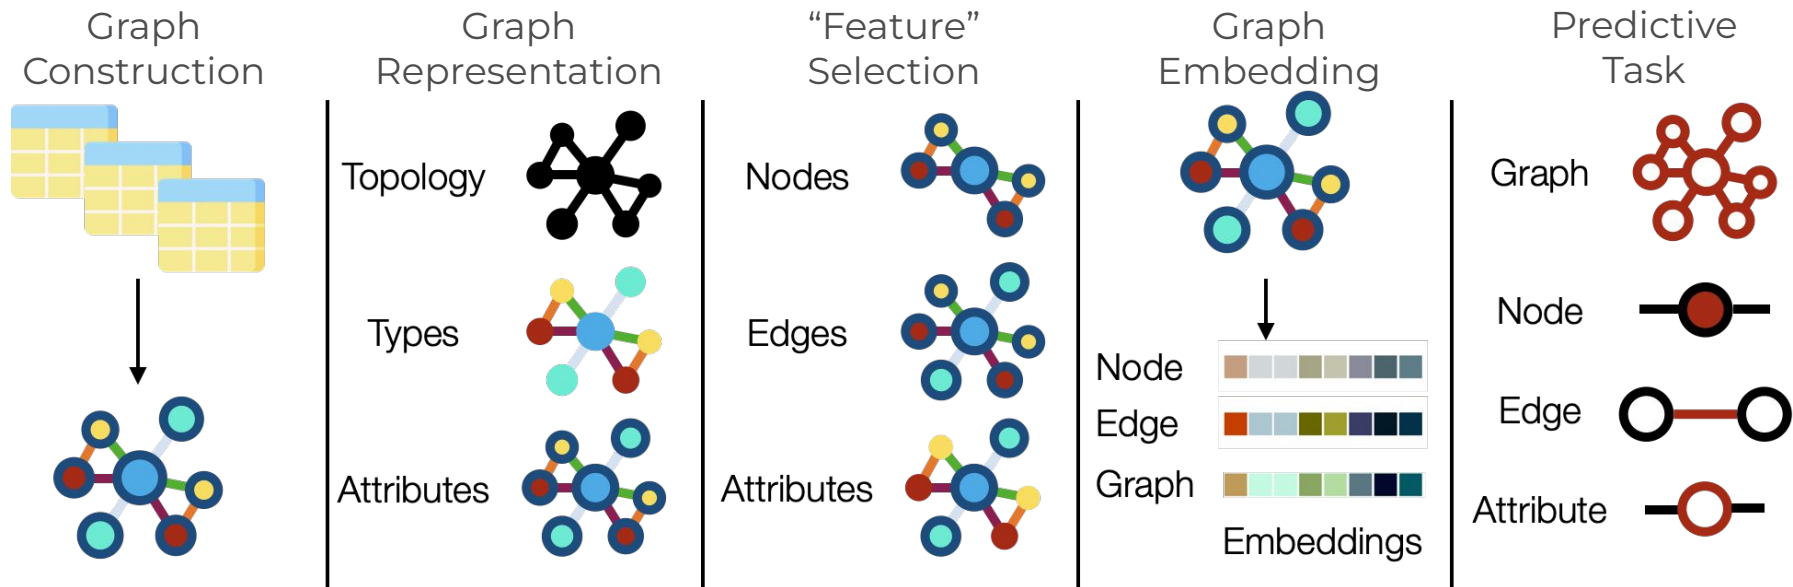 Graph
Construction
Graph
Representation
Topology
Types
Attributes
“Feature”
Selection
Nodes
Edges
Attributes
Graph
Embedding
Node
Edge
Graph
Embeddings
Predictive
Task
Graph
Node
Edge
Attribute